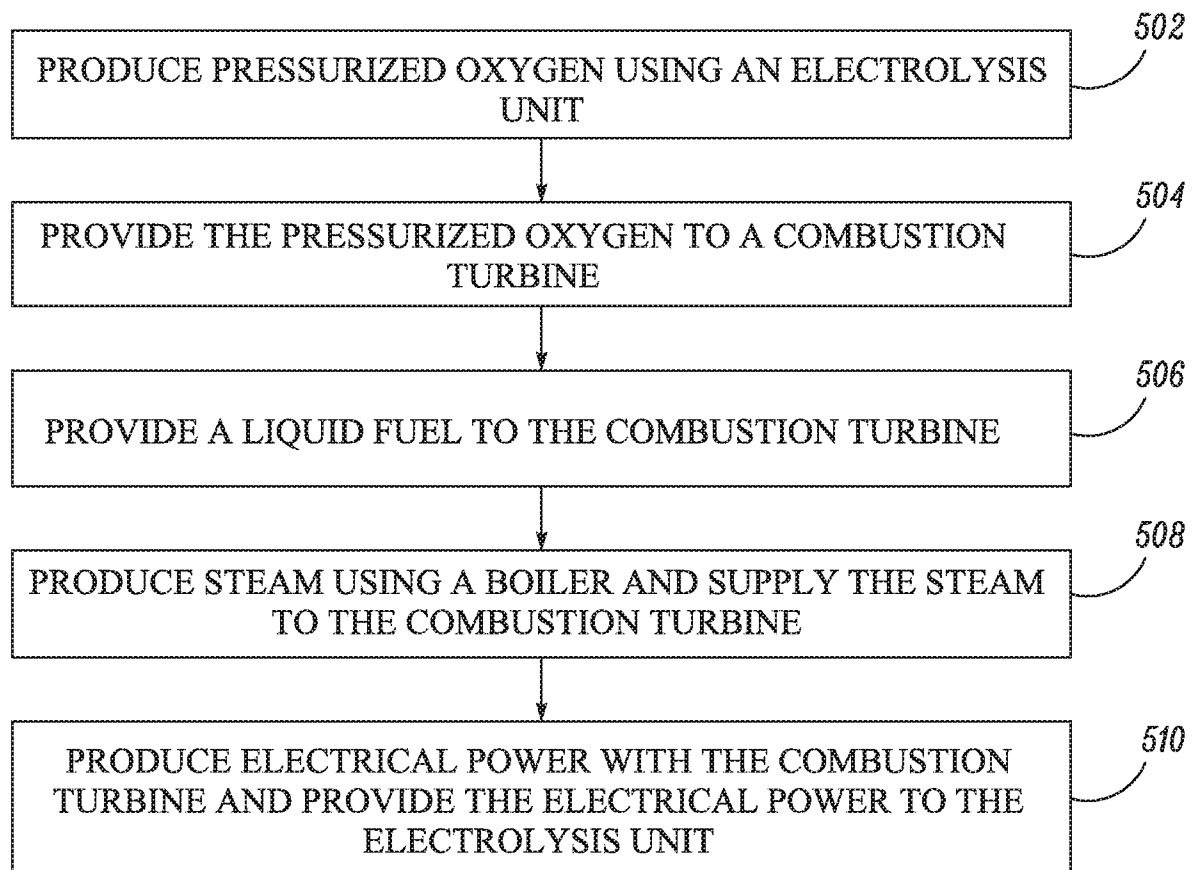 502
PRODUCE PRESSURIZED OXYGEN USING AN ELECTROLYSIS
UNIT
504
PROVIDE THE PRESSURIZED OXYGEN TO A COMBUSTION
TURBINE
506
PROVIDE A LIQUID FUEL TO THE COMBUSTION TURBINE
508
PRODUCE STEAM USING A BOILER AND SUPPLY THE STEAM
TO THE COMBUSTION TURBINE
510
PRODUCE ELECTRICAL POWER WITH THE COMBUSTION
TURBINE AND PROVIDE THE ELECTRICAL POWER TO THE
ELECTROLYSIS UNIT